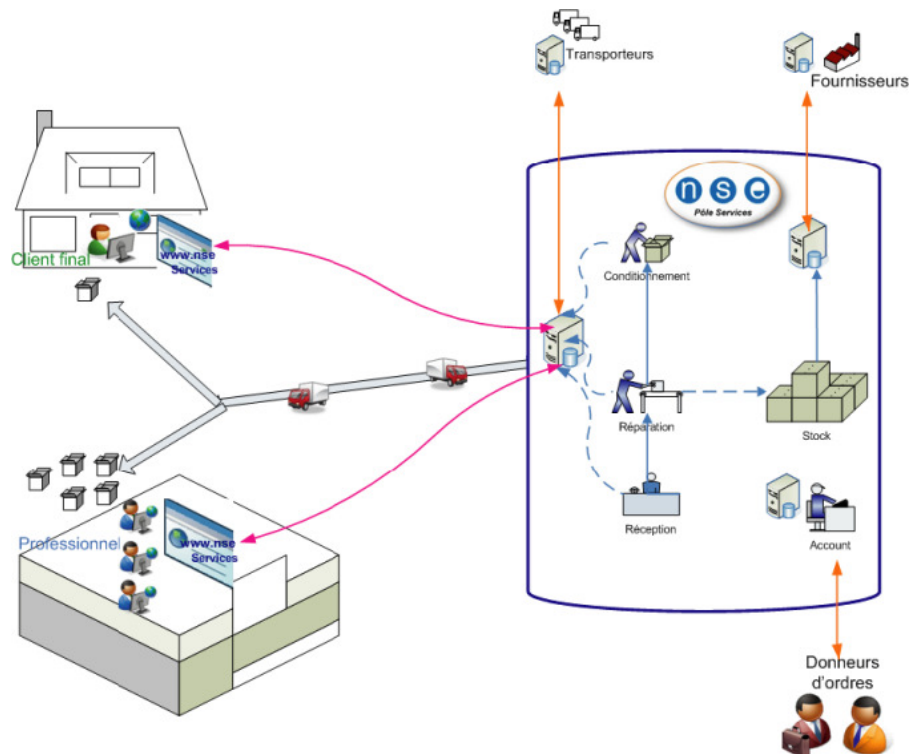 Transporteurs
Fournisseurs
nse
Pôle Services
Client final
www.nse
Services
Conditionnement
Réparation
Stock
Réception
Account
Professionnel
www.nse
Services
Donneurs
d'ordres